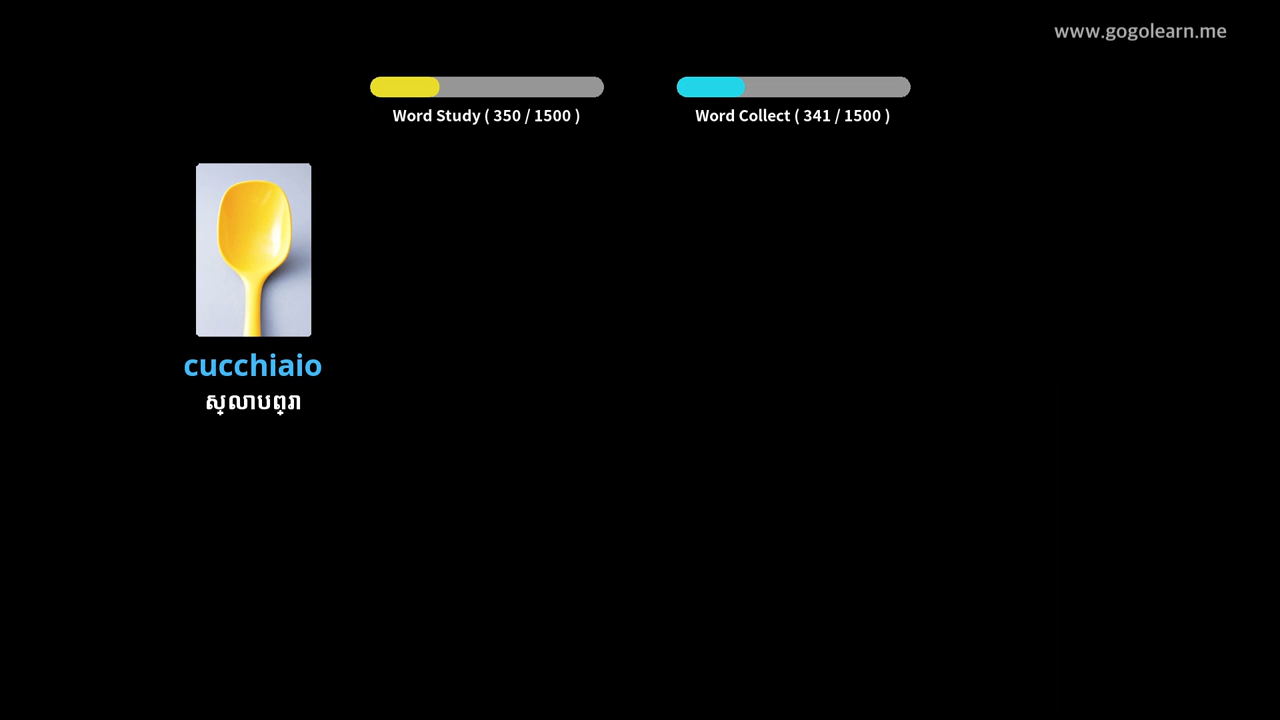 www.gogolearn.me
Word Study ( 350 / 1500 )
Word Collect ( 341 / 1500 )
cucchiaio
ស្លាបព្រា